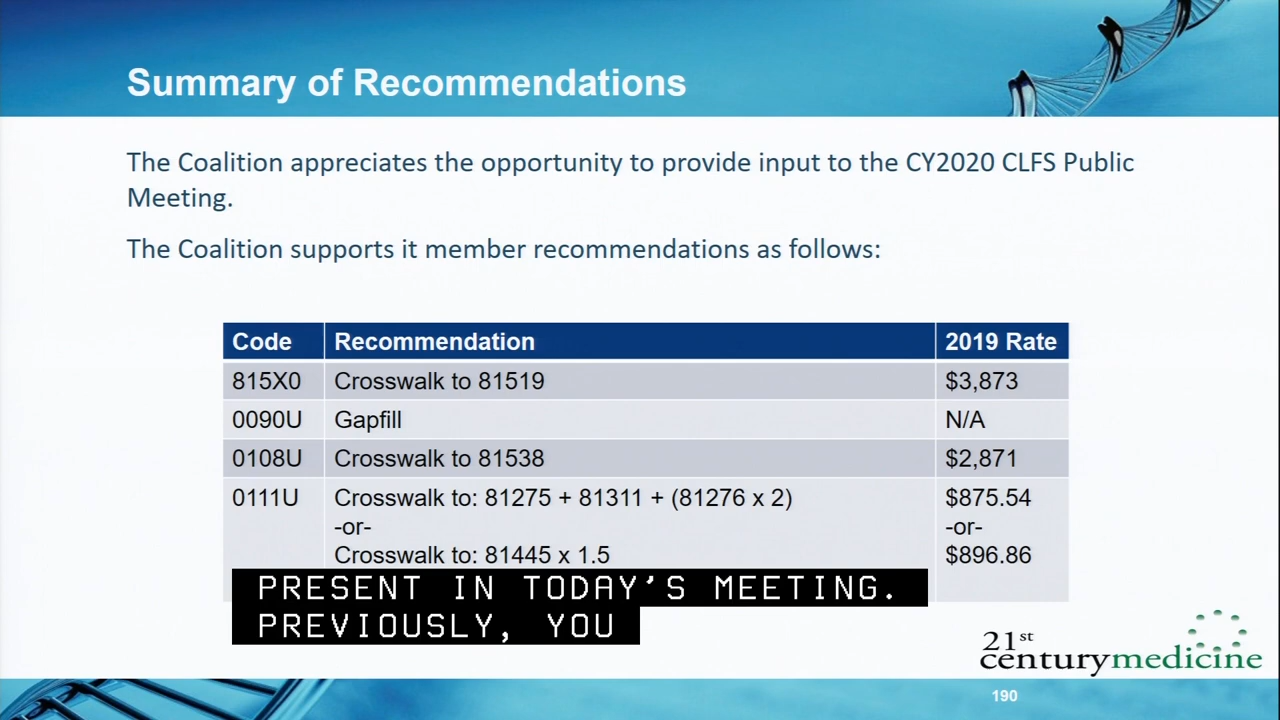 Summary of Recommendations
The Coalition appreciates the opportunity to provide input to the CY2020 CLFS Public
Meeting.
The Coalition supports it member recommendations as follows:
Code Recommendation 2019 Rate
815X0 Crosswalk to 81519 $3,873
0090U Gapfill N/A
0108U Crosswalk to 81538 $2,871
0111U Crosswalk to: 81275 + 81311 + (81276 x 2) $875.54
-or- -or-
Crosswalk to: 81445 x 1.5 $896.86
PRESENT IN TODAY'S MEETING.
PREVIOUSLY, YOU
21st
centurymedicine
190